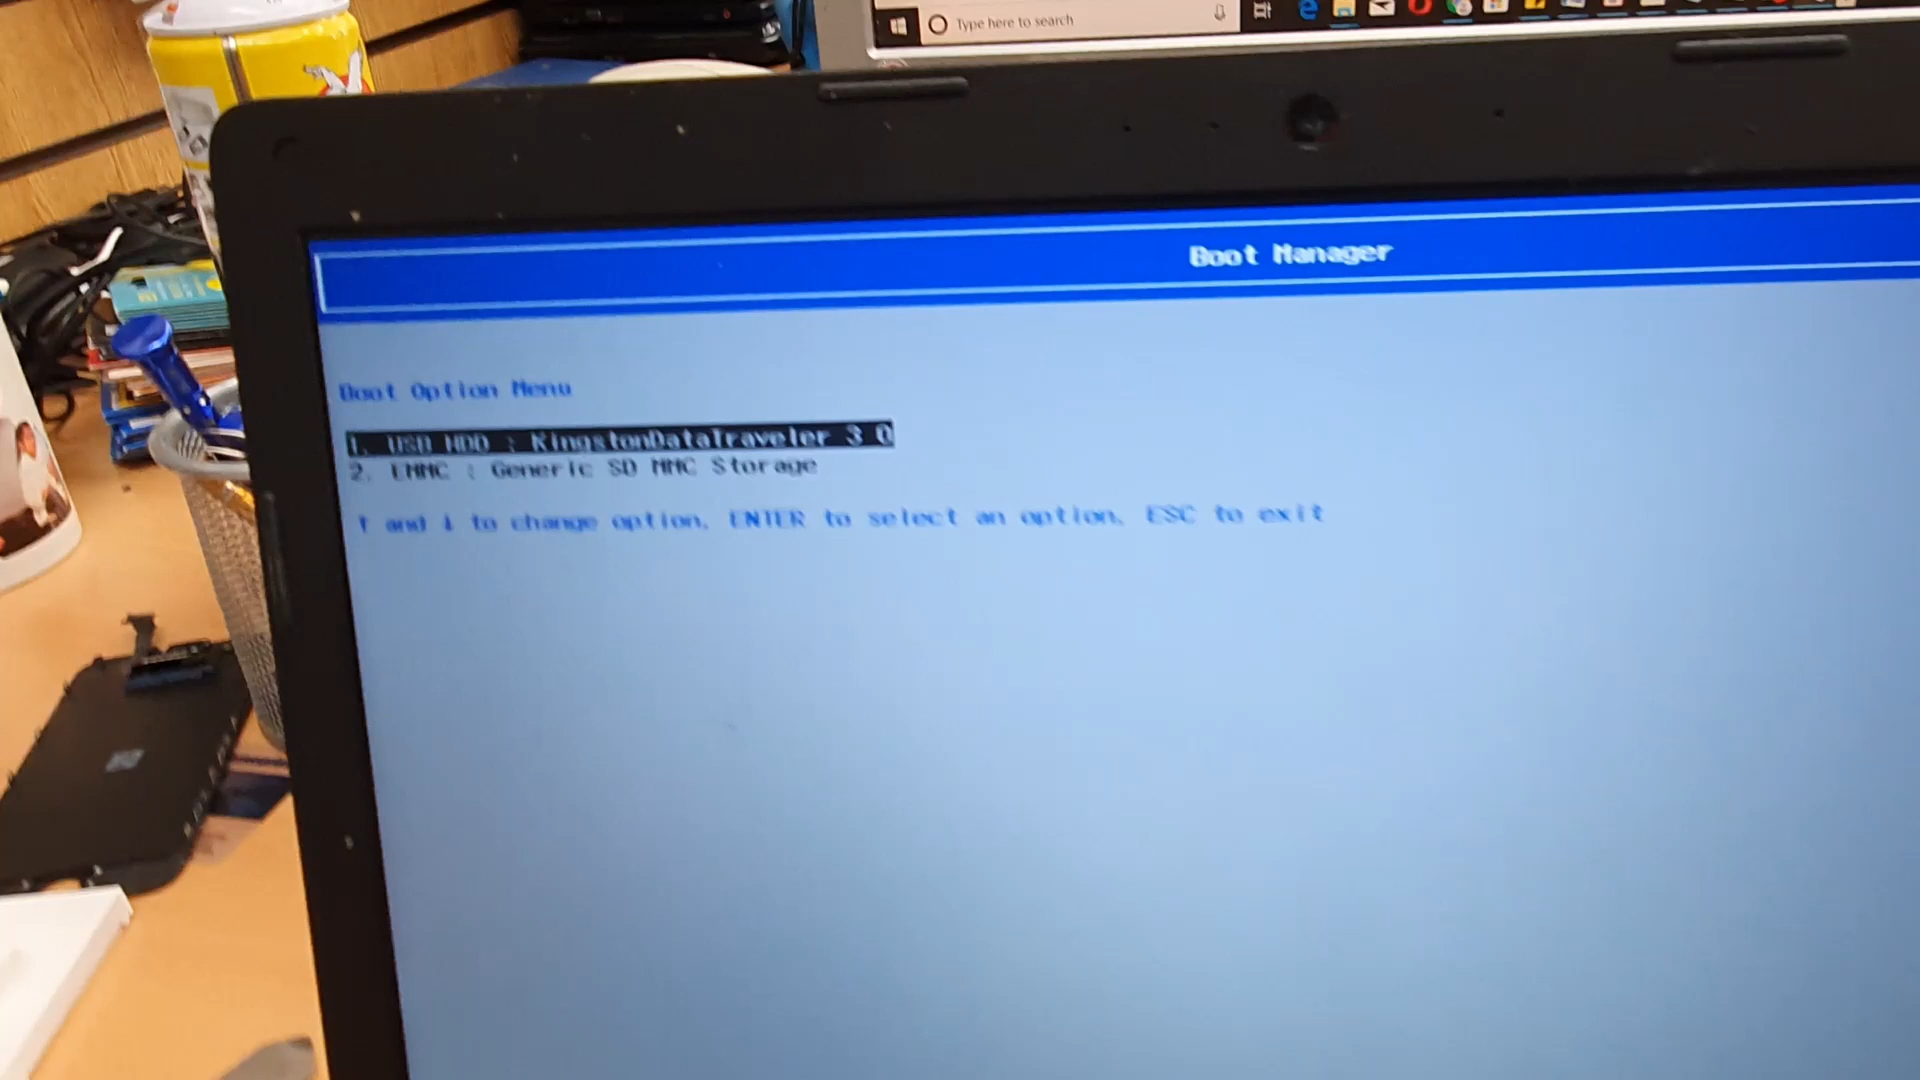 Type here to search
Boot Manager
Boot Option Menu
1. USB HDD : KingstonDataTraveler 3 0
2. EMMC : Generic SD MMC Storage
↑ and ↓ to change option, ENTER to select an option, ESC to exit